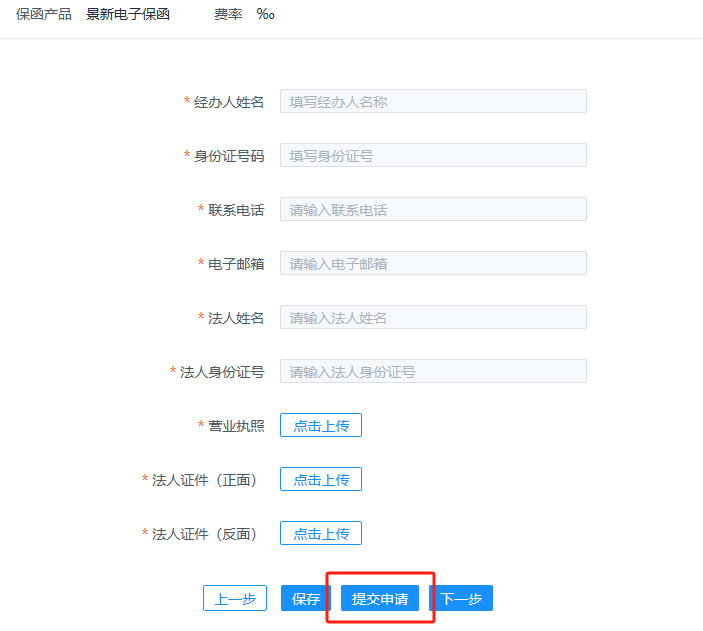 保函产品 景新电子保函 费率 ‰
* 经办人姓名 填写经办人名称
* 身份证号码 填写身份证号
* 联系电话 请输入联系电话
* 电子邮箱 请输入电子邮箱
* 法人姓名 请输入法人姓名
* 法人身份证号 请输入法人身份证号
* 营业执照 点击上传
* 法人证件（正面） 点击上传
* 法人证件（反面） 点击上传
上一步 保存 提交申请 下一步